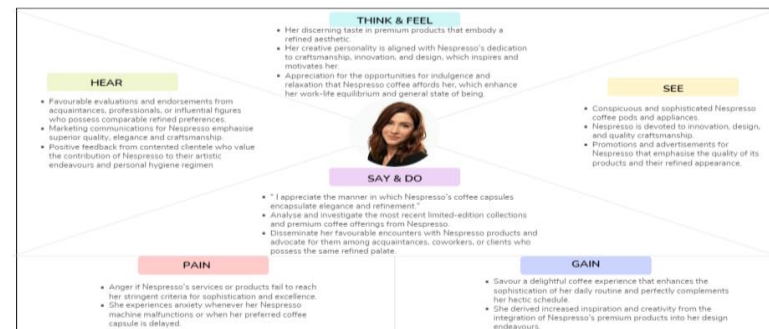 THINK & FEEL
Her discerning taste in premium products that embody a
refined aesthetic.
Her creative personality is aligned with Nespresso's dedication
to craftsmanship, innovation, and design, which inspires and
motivates her.
Appreciation for the opportunities for indulgence and
relaxation that Nespresso coffee affords her, which enhance
her work-life equilibrium and general state of being.
HEAR
Favourable evaluations and endorsements from
acquaintances, professionals, or influential figures
who possess comparable refined preferences.
Marketing communications for Nespresso emphasise
superior quality, elegance and craftsmanship.
Positive feedback from contented clientele who value
the contribution of Nespresso to their artistic
endeavours and personal hygiene regimen
SEE
Conspicuous and sophisticated Nespresso
coffee pods and appliances.
Nespresso is devoted to innovation, design,
and quality craftsmanship.
Promotions and advertisements for
Nespresso that emphasise the quality of its
products and their refined appearance.
SAY & DO
" I appreciate the manner in which Nespresso's coffee capsules
encapsulate elegance and refinement."
Analyse and investigate the most recent limited-edition collections
and premium coffee offerings from Nespresso.
Disseminate her favourable encounters with Nespresso products and
advocate for them among acquaintances, coworkers, or clients who
possess the same refined palate.
PAIN
Anger if Nespresso's services or products fail to reach
her stringent criteria for sophistication and excellence.
She experiences anxiety whenever her Nespresso
machine malfunctions or when her preferred coffee
capsule is delayed.
GAIN
Savour a delightful coffee experience that enhances the
sophistication of her daily routine and perfectly complements
her hectic schedule.
She derived increased inspiration and creativity from the
integration of Nespresso's premium products into her design
endeavours.